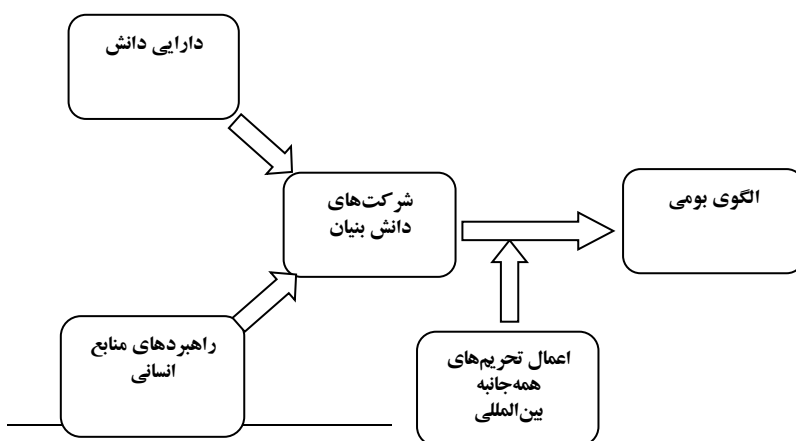 دارایی دانش
شرکت‌های
دانش بنیان
الگوی بومی
راهبردهای منابع
انسانی
اعمال تحریم‌های
همه‌جانبه
بین‌المللی